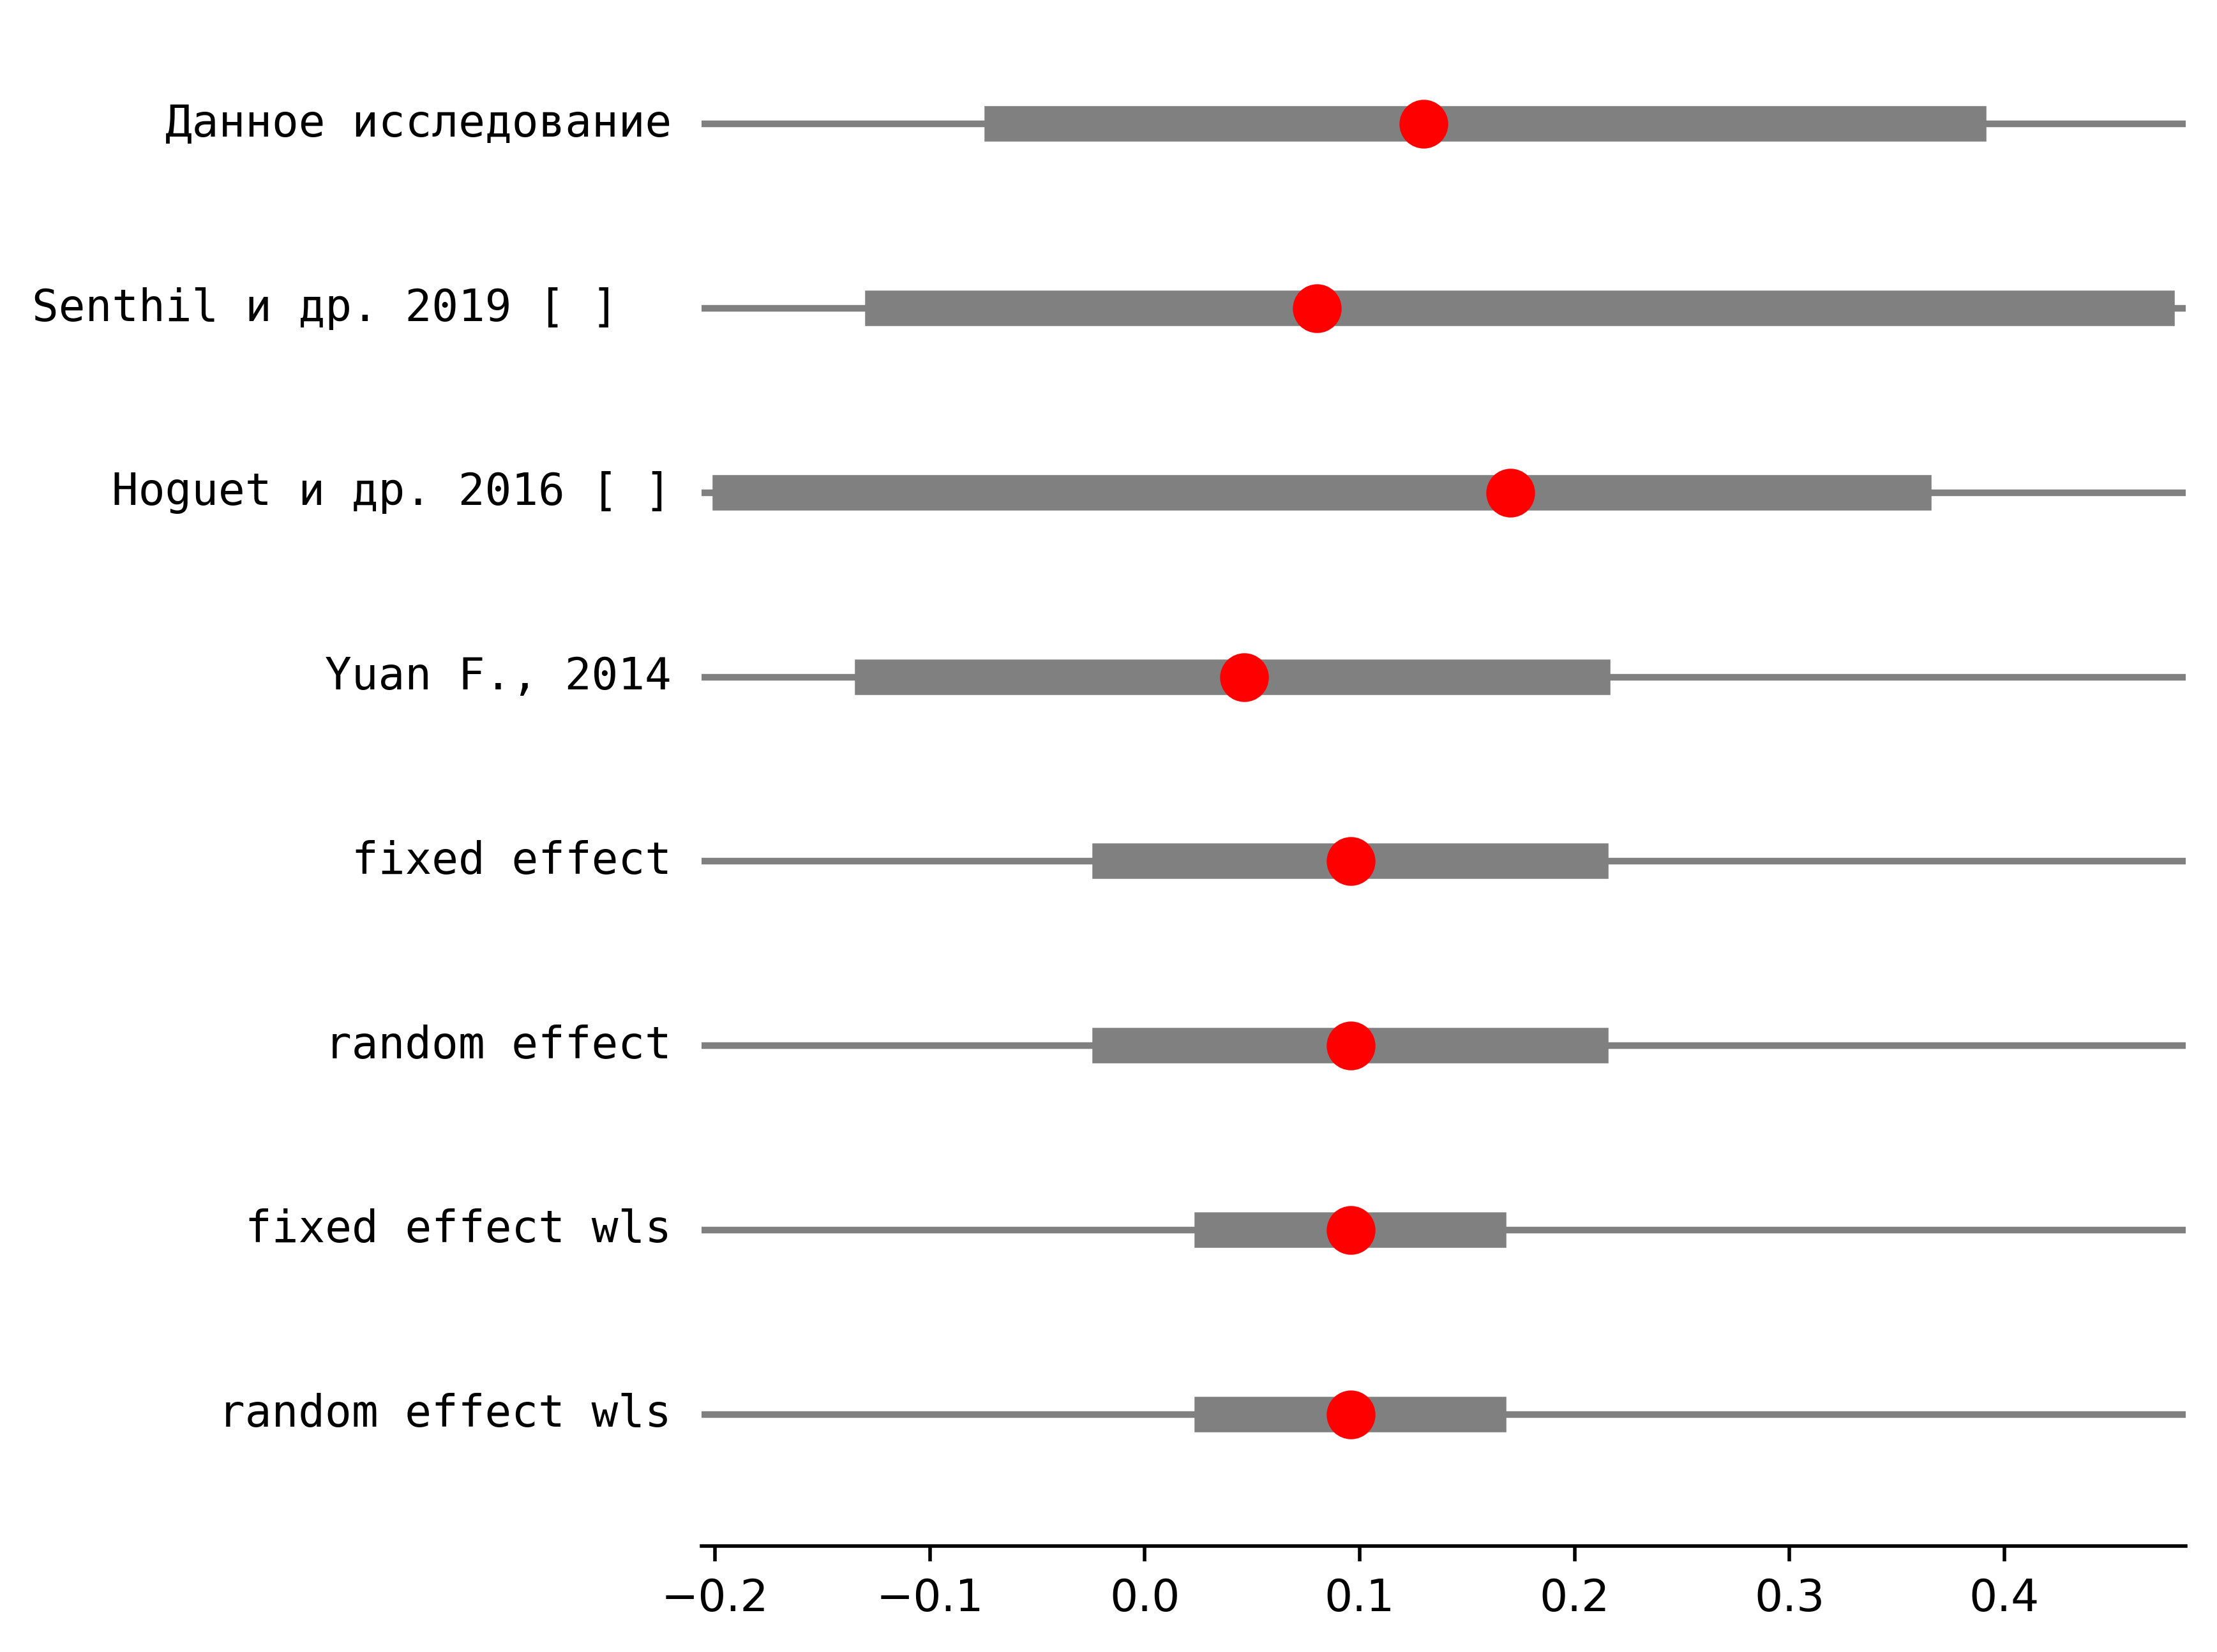 Данное исследование
Senthil и др. 2019 [ ]
Hoguet и др. 2016 [ ]
Yuan F., 2014
fixed effect
random effect
fixed effect wls
random effect wls
−0.2 −0.1 0.0 0.1 0.2 0.3 0.4